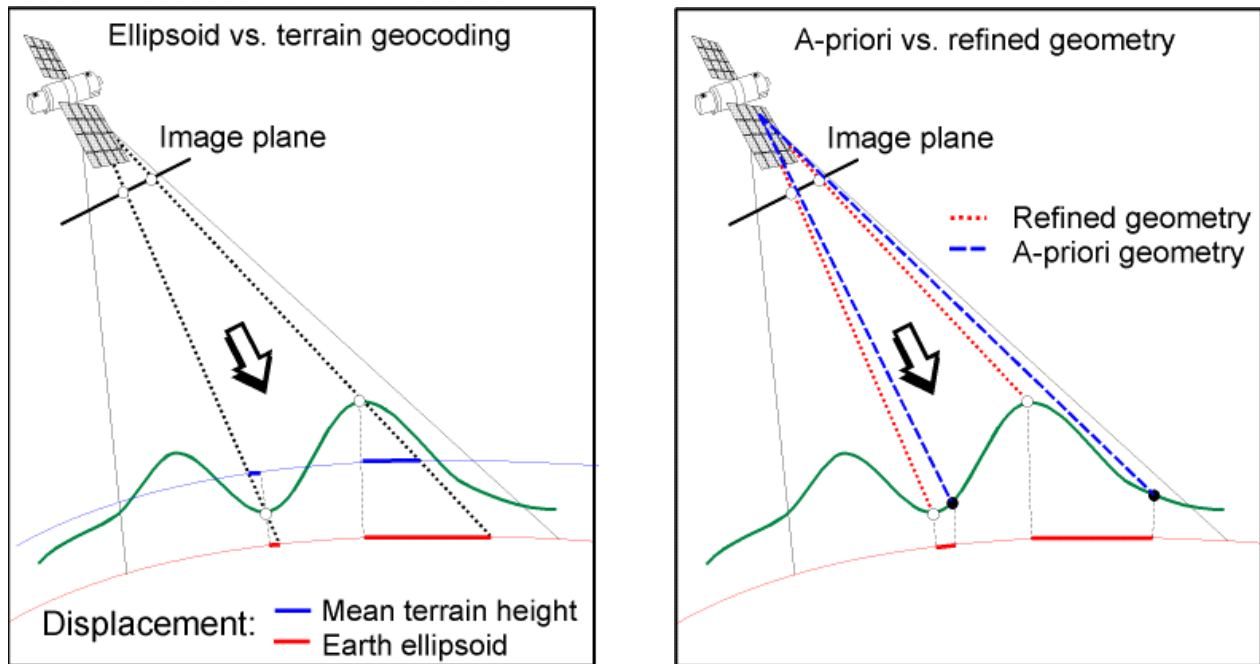 Ellipsoid vs. terrain geocoding
Image plane
Displacement:
Mean terrain height
Earth ellipsoid
A-priori vs. refined geometry
Image plane
Refined geometry
A-priori geometry